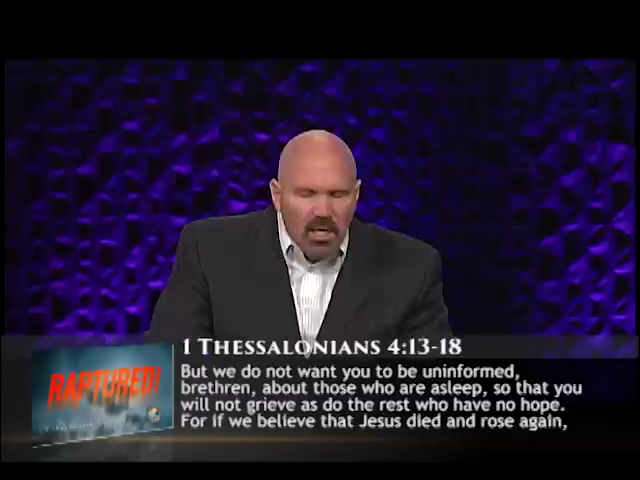 1 THESSALONIANS 4:13-18
But we do not want you to be uninformed,
brethren, about those who are asleep, so that you
will not grieve as do the rest who have no hope.
For if we believe that Jesus died and rose again,
RAPTURED!